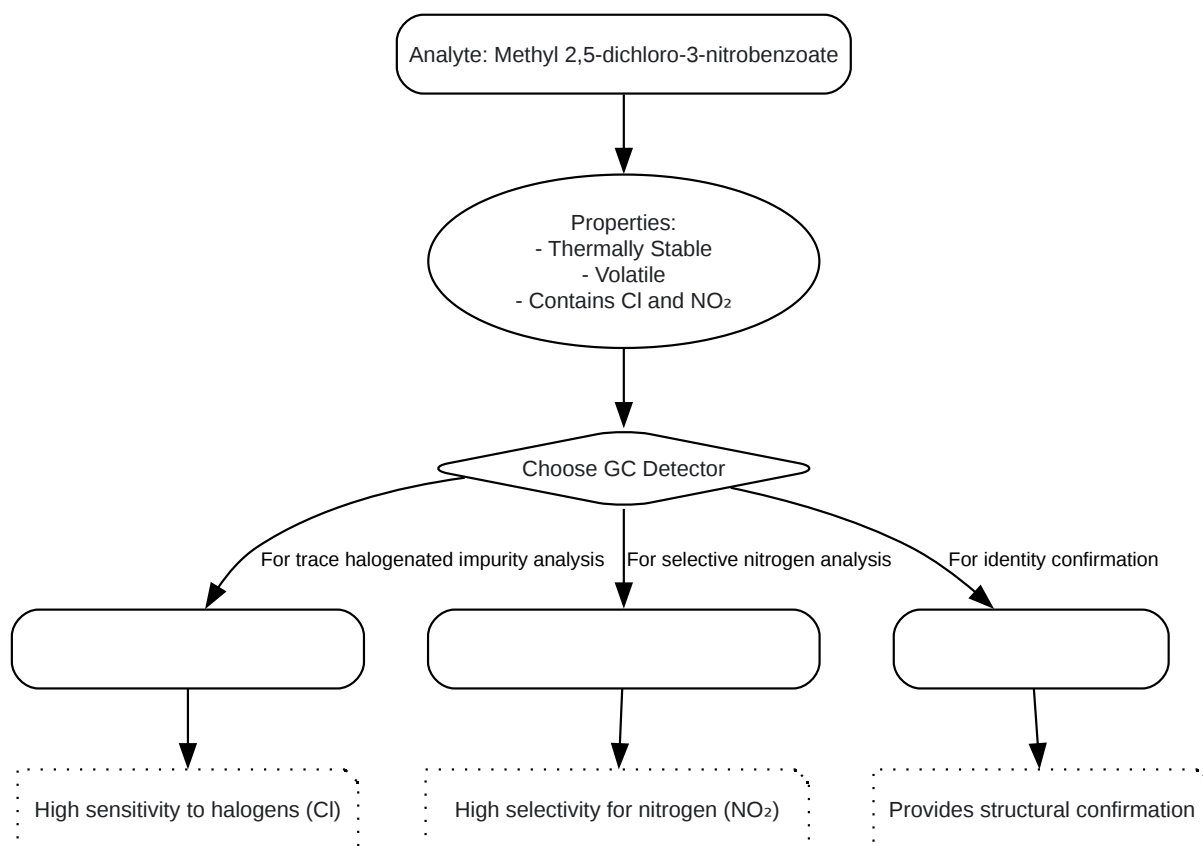 Analyte: Methyl 2,5-dichloro-3-nitrobenzoate
Properties:
- Thermally Stable
- Volatile
- Contains Cl and NO₂
Choose GC Detector
For trace halogenated impurity analysis
For selective nitrogen analysis
For identity confirmation
High sensitivity to halogens (Cl)
High selectivity for nitrogen (NO₂)
Provides structural confirmation